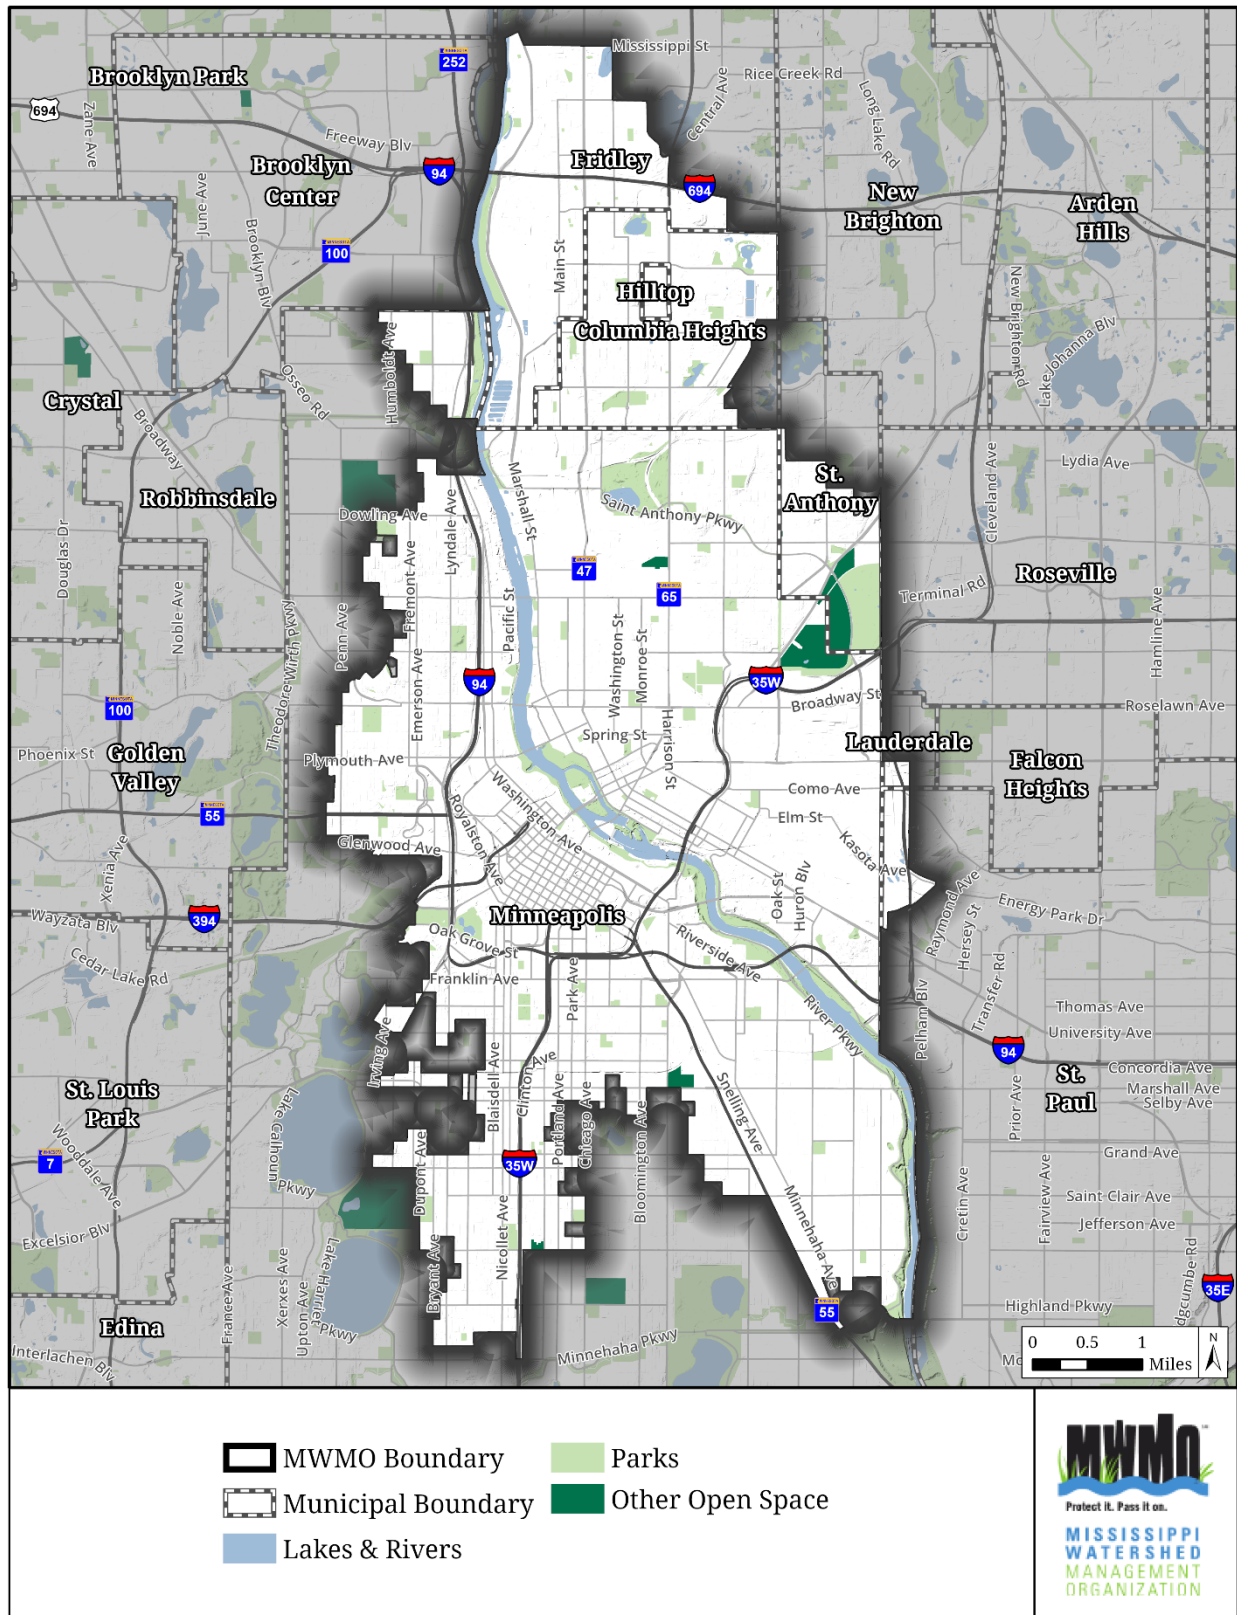 Mississippi St
252
Brooklyn Park
Rice Creek Rd
694
Zane Ave
Central Ave
Long Lake Rd
Freeway Blv
Fridley
Brooklyn
Center
94
694
New
Brighton
Arden
Hills
June Ave
Brooklyn Blv
100
Main St
Hilltop
Columbia Heights
New Brighton Rd
Lake Johanna Blv
Humboldt Ave
Osseo Rd
Crystal
Broadway
Cleveland Ave
Lydia Ave
Robbinsdale
Marshall St
St.
Anthony
Lyndale Ave
Saint Anthony Pkwy
Dowling Ave
Douglas Dr
Fremont Ave
47
65
Roseville
Terminal Rd
Noble Ave
Penn Ave
Pacific St
Washington St
Monroe St
Hamline Ave
Theodore Wirth Pkwy
Emerson Ave
94
35W
Broadway St
100
Roselawn Ave
Harrison St
Spring St
Lauderdale
Phoenix St
Golden
Valley
Plymouth Ave
Falcon
Heights
Washington Ave
Como Ave
55
Royalston Ave
Elm St
Glenwood Ave
Kasota Ave
Xenia Ave
Oak St
Huron Blv
Raymond Ave
Hersey St
Energy Park Dr
Wayzata Blv
394
Minneapolis
Oak Grove St
Riverside Ave
Cedar Lake Rd
Franklin Ave
Park Ave
Transfer Rd
Pelham Blv
River Pkwy
Thomas Ave
University Ave
Irving Ave
94
Blaisdell Ave
Clinton Ave
Concordia Ave
St. Louis
Park
Portland Ave
Chicago Ave
Bloomington Ave
Snelling Ave
St.
Paul
Marshall Ave
Selby Ave
Prior Ave
Lake Calhoun
Pkwy
Wooddale Ave
7
35W
Dupont Ave
Grand Ave
Cretin Ave
Fairview Ave
Saint Clair Ave
Jefferson Ave
Minnehaha Ave
Excelsior Blv
Nicollet Ave
Bryant Ave
Lake Harriet
Pkwy
Xerxes Ave
Upton Ave
France Ave
dgcumbe Rd
35E
55
Highland Pkwy
Edina
Interlachen Blv
Minnehaha Pkwy
0 0.5 1
Miles
N
MWMO Boundary
Municipal Boundary
Lakes & Rivers
Parks
Other Open Space
MWMO
Protect it. Pass it on.
MISSISSIPPI
WATERSHED
MANAGEMENT
ORGANIZATION